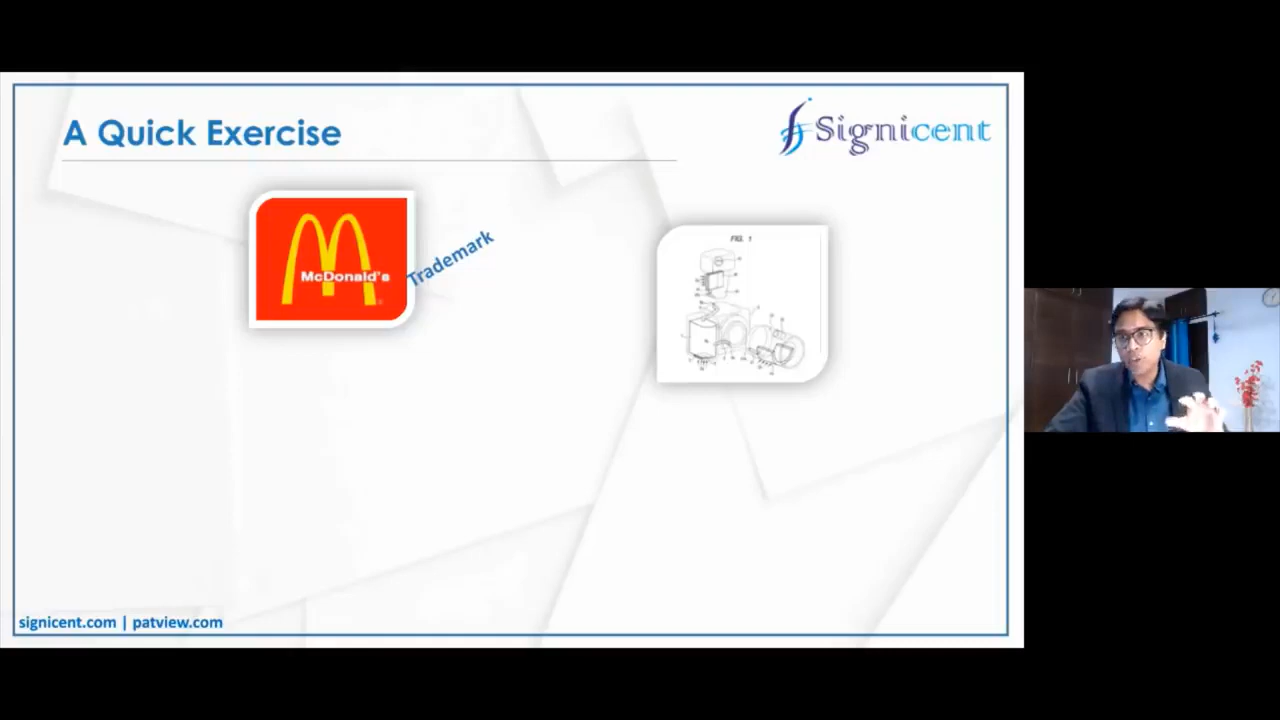 A Quick Exercise
Signicent
McDonald's
Trademark
FIG. 1
signicent.com | patview.com